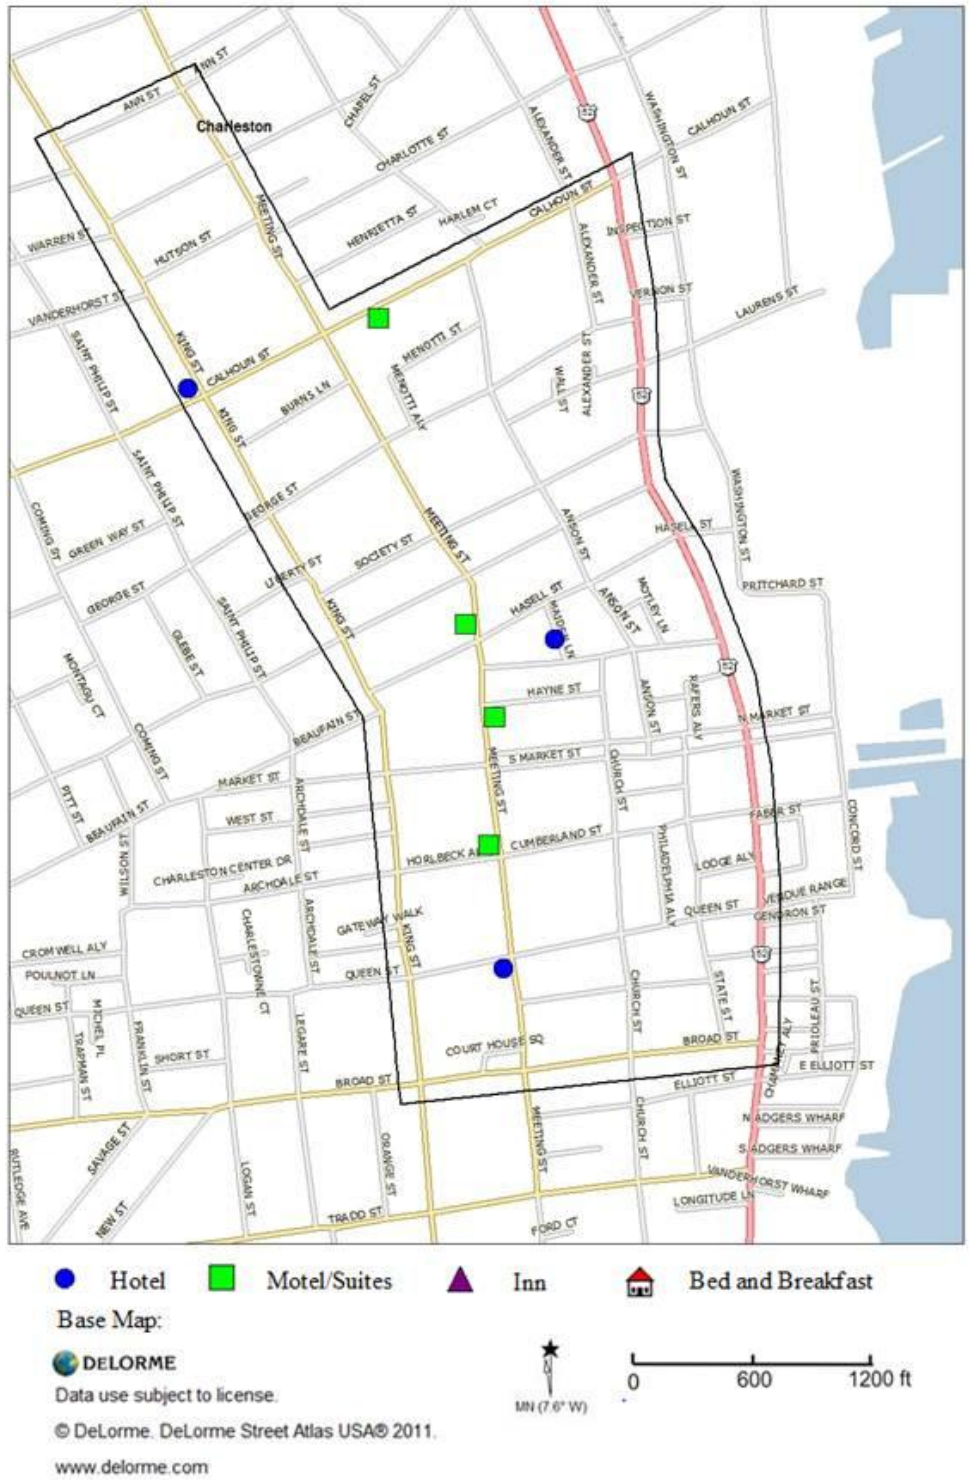 ANN ST
ANN ST
CHAPEL ST
52
Charleston
ALEXANDER ST
WASHINGTON ST
CALHOUN ST
CHARLOTTE ST
MEETING ST
HARLEM CT
CALHOUN ST
HENRIETTA ST
INSPECTION ST
WARREN ST
HUTSON ST
ALEXANDER ST
VERNON ST
LAURENS ST
VANDERHORST ST
KING ST
SAINT PHILIP ST
MENOTTI ST
CALHOUN ST
BURNS LN
MENOTTI ALY
WALL ST
ALEXANDER ST
52
KING ST
SAINT PHILIP ST
GEORGE ST
WASHINGTON ST
COMING ST
GREEN WAY ST
MEETING ST
ANSON ST
HASELL ST
SOCIETY ST
LIBERTY ST
GEORGE ST
PRITCHARD ST
HASELL ST
ANSON ST
MOTLEY LN
SAINT PHILIP ST
KING ST
MAIDEN LN
GLEBE ST
52
MONTAGU CT
HAYNE ST
ANSON ST
RAFERS ALY
N MARKET ST
BEAUFAIN ST
COMING ST
S MARKET ST
MARKET ST
MEETING ST
CHURCH ST
PITT ST
BEAUFAIN ST
WEST ST
ARCHDALE ST
FABER ST
CONCORD ST
WILSON ST
HORLBECK ALY
CUMBERLAND ST
PHILADELPHIA ALY
LODGE ALY
CHARLESTON CENTER DR
ARCHDALE ST
VENDUE RANGE
QUEEN ST
GENDRON ST
GATEWAY WALK
CHARLESTOWNE CT
ARCHDALE ST
KING ST
CROMWELL ALY
52
POULNOT LN
QUEEN ST
CHURCH ST
STATE ST
PRIOLEAU ST
QUEEN ST
MICHEL PL
TRAPMAN ST
FRANKLIN ST
LEGARE ST
COURT HOUSE SQ
BROAD ST
SHORT ST
CHAMPNEY ALY
E ELLIOTT ST
BROAD ST
ELLIOTT ST
MEETING ST
CHURCH ST
N ADGERS WHARF
SAVAGE ST
S ADGERS WHARF
RUTLEDGE AVE
LOGAN ST
ORANGE ST
VANDERHORST WHARF
LONGITUDE LN
NEW ST
TRADD ST
FORD CT
Hotel Motel/Suites Inn Bed and Breakfast
Base Map:
DELORME
Data use subject to license.
© DeLorme. DeLorme Street Atlas USA® 2011.
www.delorme.com
MN (7.6° W)
0 600 1200 ft